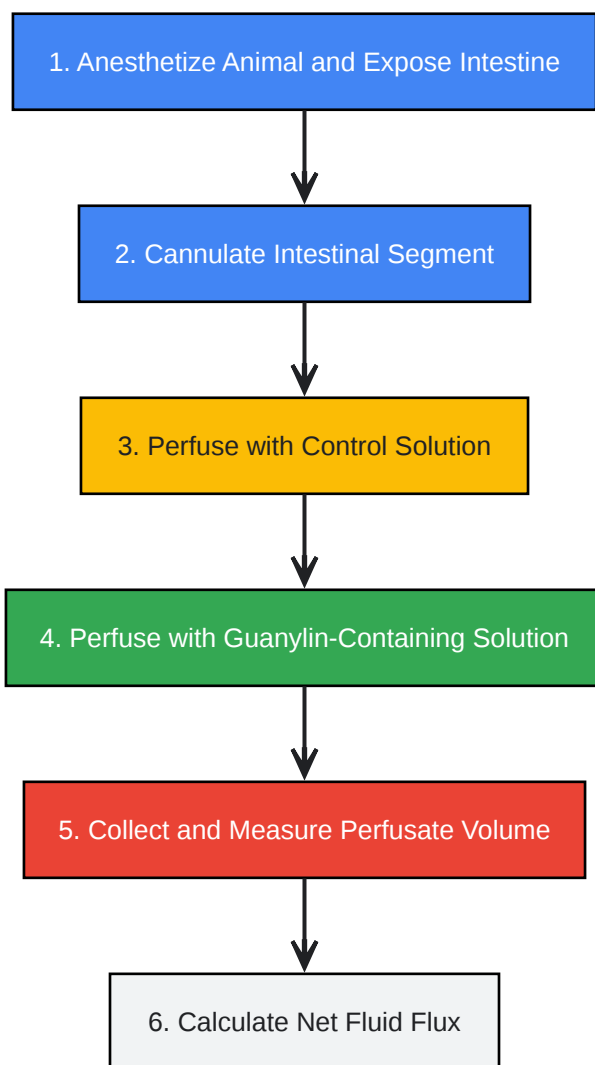 1. Anesthetize Animal and Expose Intestine
2. Cannulate Intestinal Segment
3. Perfuse with Control Solution
4. Perfuse with Guanylin-Containing Solution
5. Collect and Measure Perfusate Volume
6. Calculate Net Fluid Flux